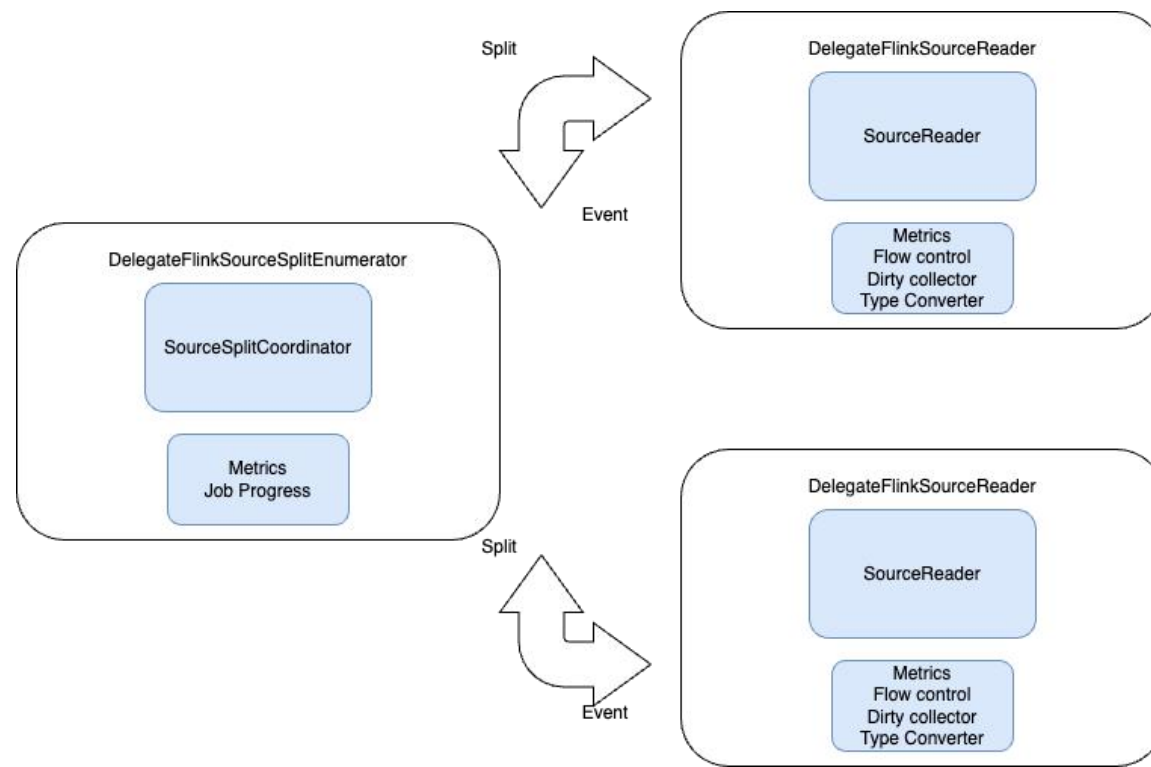 DelegateFlinkSourceSplitEnumerator
SourceSplitCoordinator
Metrics
Job Progress
Split
Event
DelegateFlinkSourceReader
SourceReader
Metrics
Flow control
Dirty collector
Type Converter
Split
Event
DelegateFlinkSourceReader
SourceReader
Metrics
Flow control
Dirty collector
Type Converter